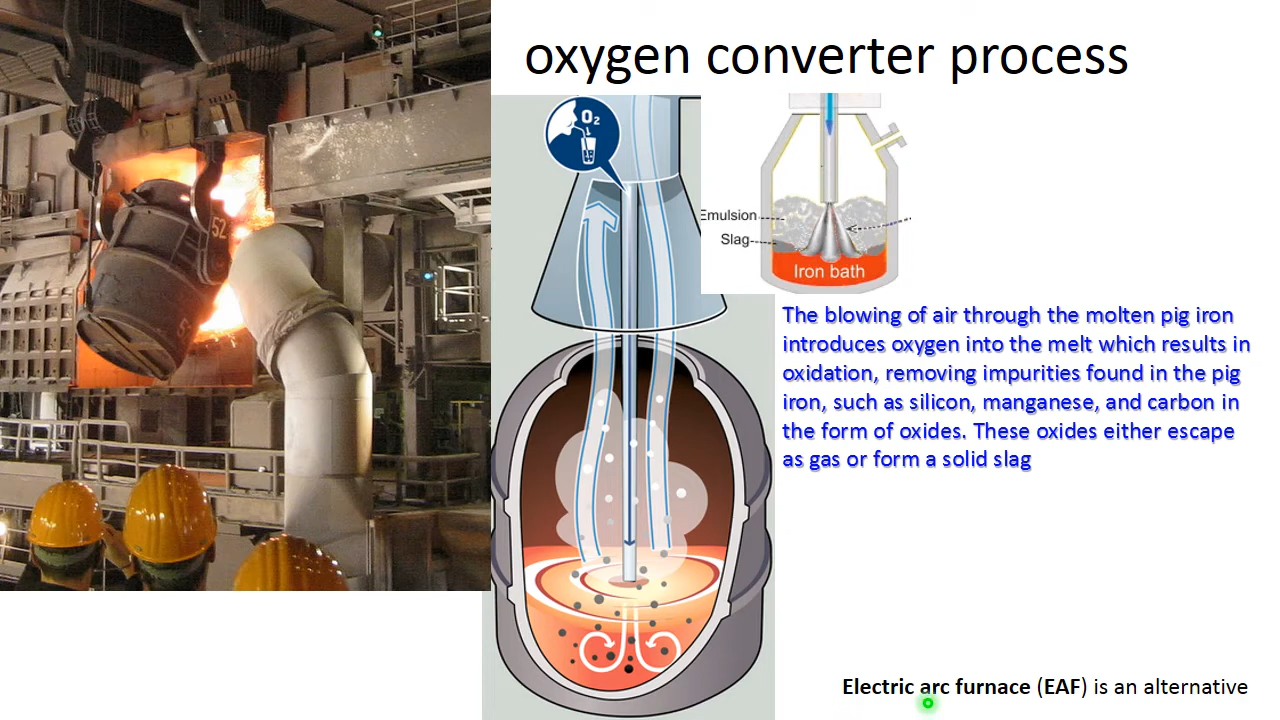 oxygen converter process
O₂
52
Emulsion
Slag
Iron bath
The blowing of air through the molten pig iron
introduces oxygen into the melt which results in
oxidation, removing impurities found in the pig
iron, such as silicon, manganese, and carbon in
the form of oxides. These oxides either escape
as gas or form a solid slag
Electric arc furnace (EAF) is an alternative